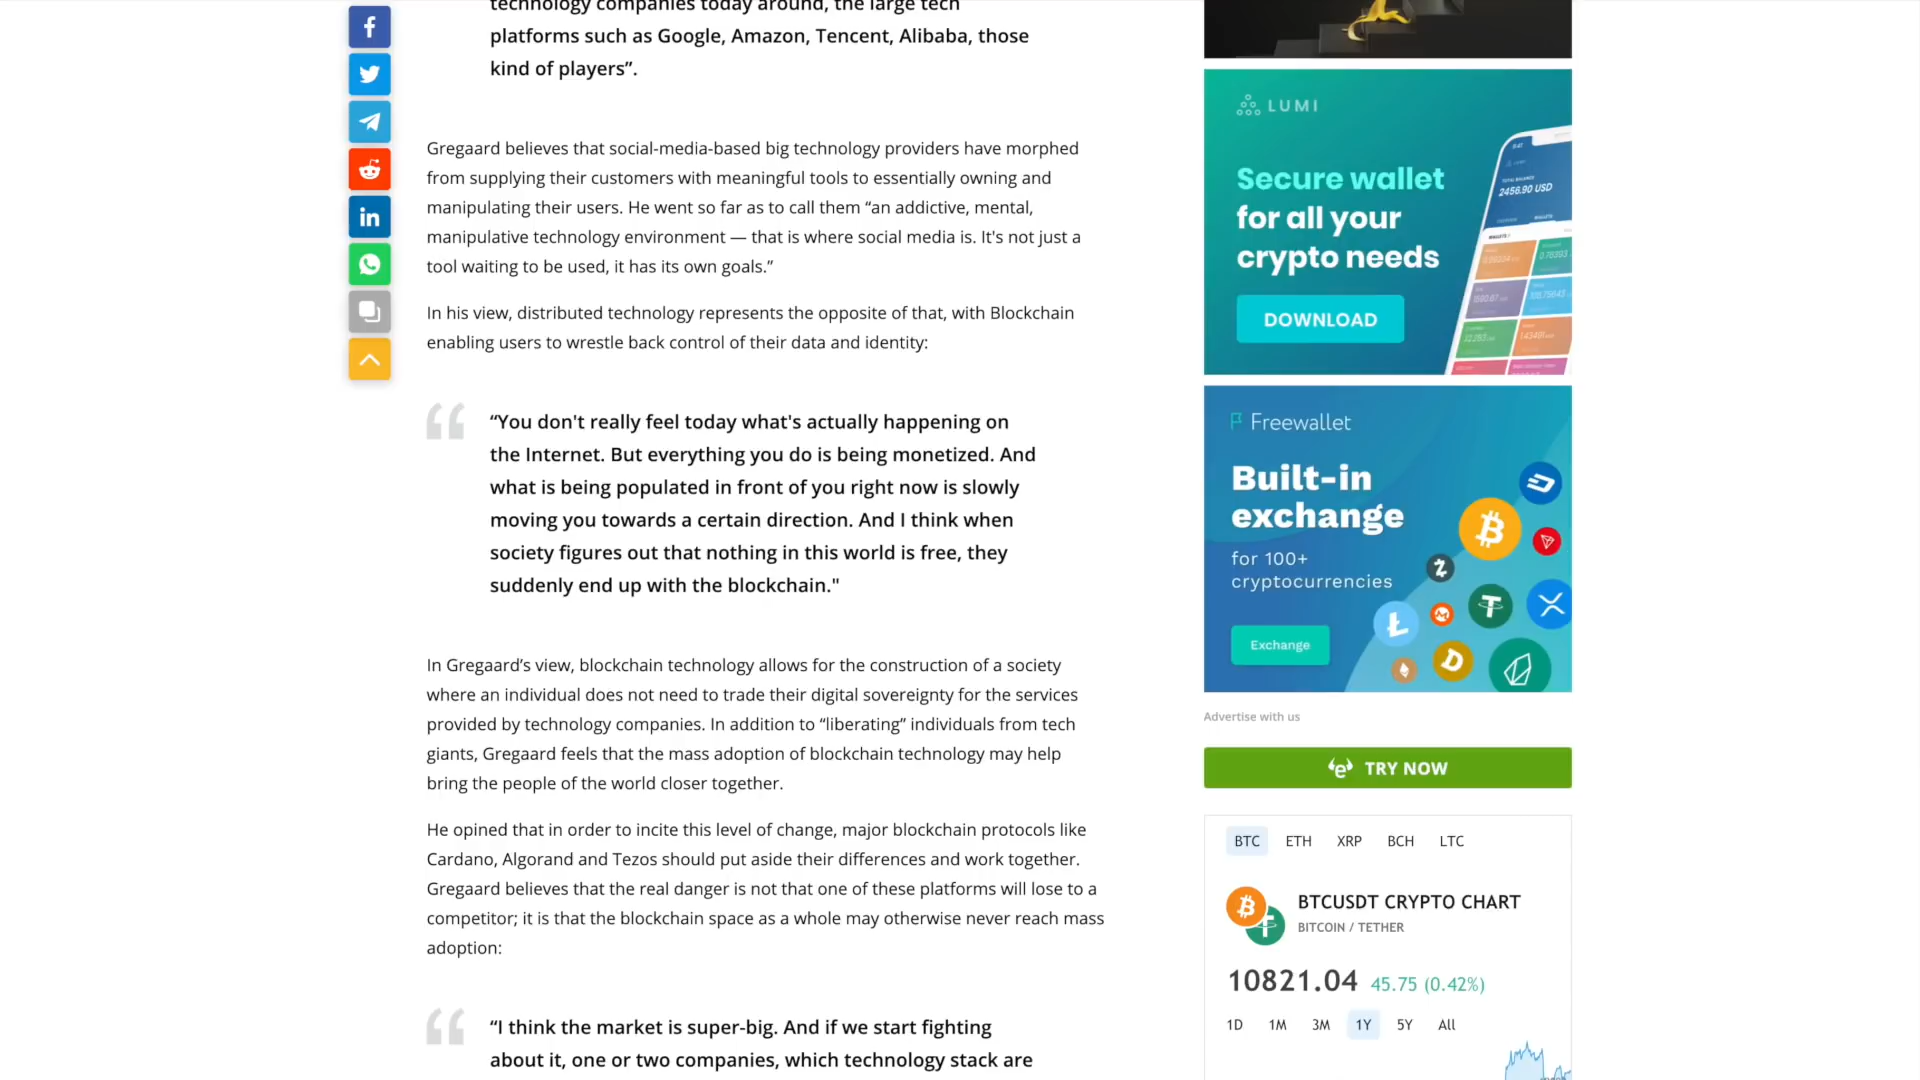 technology companies today around, the large tech
platforms such as Google, Amazon, Tencent, Alibaba, those
kind of players”.
Gregaard believes that social-media-based big technology providers have morphed
from supplying their customers with meaningful tools to essentially owning and
manipulating their users. He went so far as to call them “an addictive, mental,
manipulative technology environment — that is where social media is. It's not just a
tool waiting to be used, it has its own goals.”
In his view, distributed technology represents the opposite of that, with Blockchain
enabling users to wrestle back control of their data and identity:
“You don't really feel today what's actually happening on
the Internet. But everything you do is being monetized. And
what is being populated in front of you right now is slowly
moving you towards a certain direction. And I think when
society figures out that nothing in this world is free, they
suddenly end up with the blockchain."
In Gregaard’s view, blockchain technology allows for the construction of a society
where an individual does not need to trade their digital sovereignty for the services
provided by technology companies. In addition to “liberating” individuals from tech
giants, Gregaard feels that the mass adoption of blockchain technology may help
bring the people of the world closer together.
He opined that in order to incite this level of change, major blockchain protocols like
Cardano, Algorand and Tezos should put aside their differences and work together.
Gregaard believes that the real danger is not that one of these platforms will lose to a
competitor; it is that the blockchain space as a whole may otherwise never reach mass
adoption:
“I think the market is super-big. And if we start fighting
about it, one or two companies, which technology stack are
LUMI
Secure wallet
for all your
crypto needs
DOWNLOAD
TOTAL BALANCE
2456.90 USD
Freewallet
Built-in
exchange
for 100+
cryptocurrencies
Exchange
Advertise with us
TRY NOW
BTC ETH XRP BCH LTC
BTCUSDT CRYPTO CHART
BITCOIN / TETHER
10821.04 45.75 (0.42%)
1D 1M 3M 1Y 5Y All